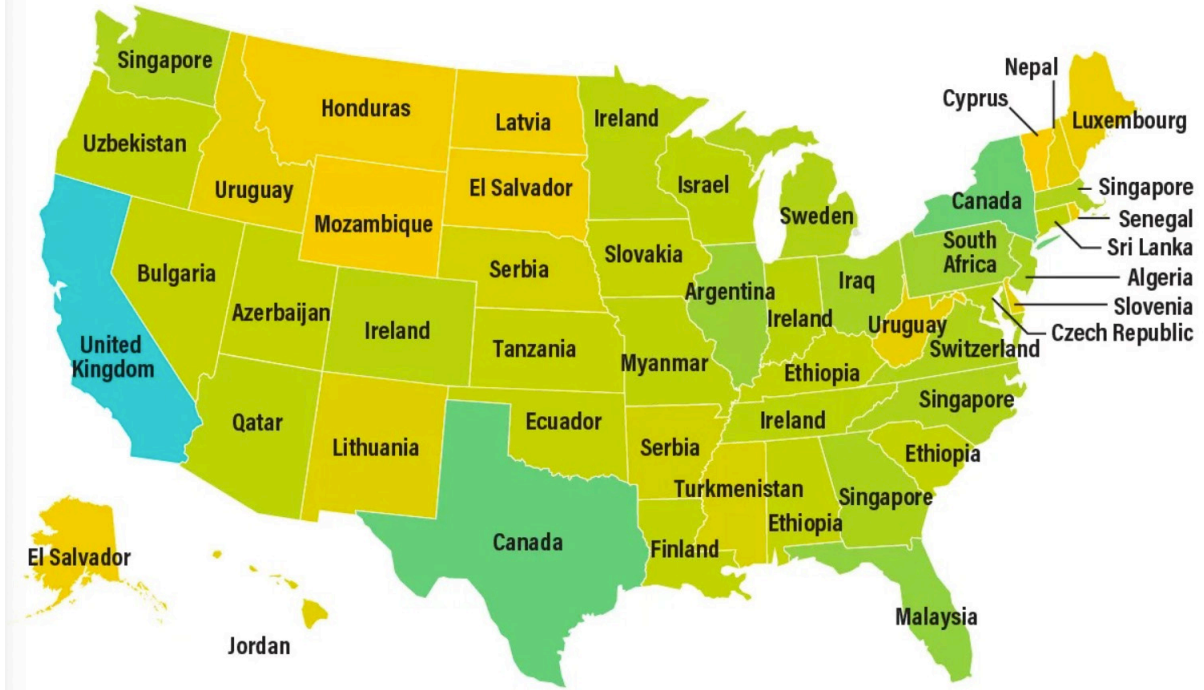 Singapore
Uzbekistan
Honduras
Uruguay
Mozambique
Latvia
El Salvador
Ireland
Israel
Sweden
Nepal
Cyprus
Luxembourg
Canada
Singapore
Senegal
Sri Lanka
Algeria
Slovenia
Czech Republic
United
Kingdom
Bulgaria
Azerbaijan
Ireland
Serbia
Tanzania
Slovakia
Myanmar
Argentina
Ireland
Iraq
South
Africa
Uruguay
Switzerland
Ethiopia
Qatar
Lithuania
Ecuador
Serbia
Ireland
Singapore
Ethiopia
Turkmenistan
Ethiopia
Singapore
Canada
Finland
Malaysia
El Salvador
Jordan